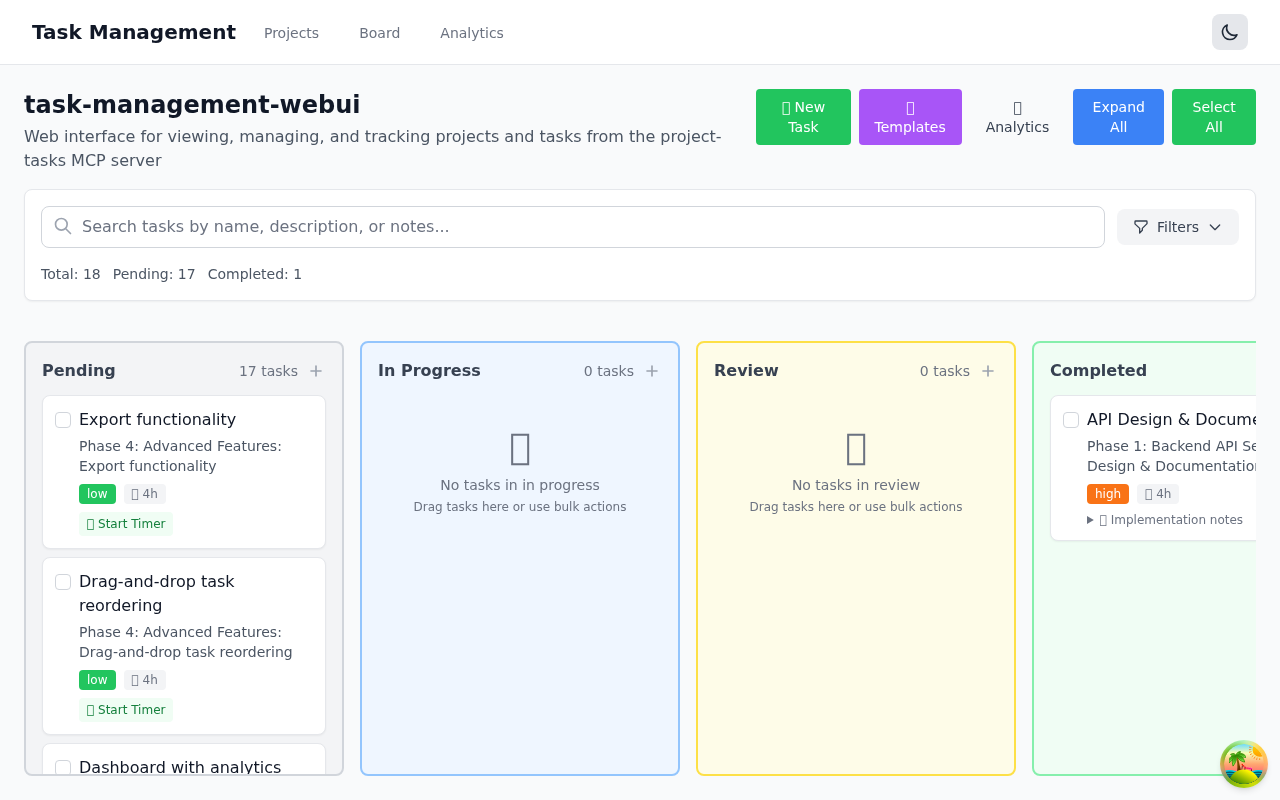 Task Management
Projects
Board
Analytics
task-management-webui
Web interface for viewing, managing, and tracking projects and tasks from the project-
tasks MCP server
New
Task
Templates
Analytics
Expand
All
Select
All
Search tasks by name, description, or notes...
Filters
Total: 18 Pending: 17 Completed: 1
Pending
17 tasks
Export functionality
Phase 4: Advanced Features:
Export functionality
low
4h
Start Timer
Drag-and-drop task
reordering
Phase 4: Advanced Features:
Drag-and-drop task reordering
low
4h
Start Timer
Dashboard with analytics
In Progress
0 tasks
No tasks in in progress
Drag tasks here or use bulk actions
Review
0 tasks
No tasks in review
Drag tasks here or use bulk actions
Completed
API Design & Docume
Phase 1: Backend API Se
Design & Documentation
high
4h
Implementation notes